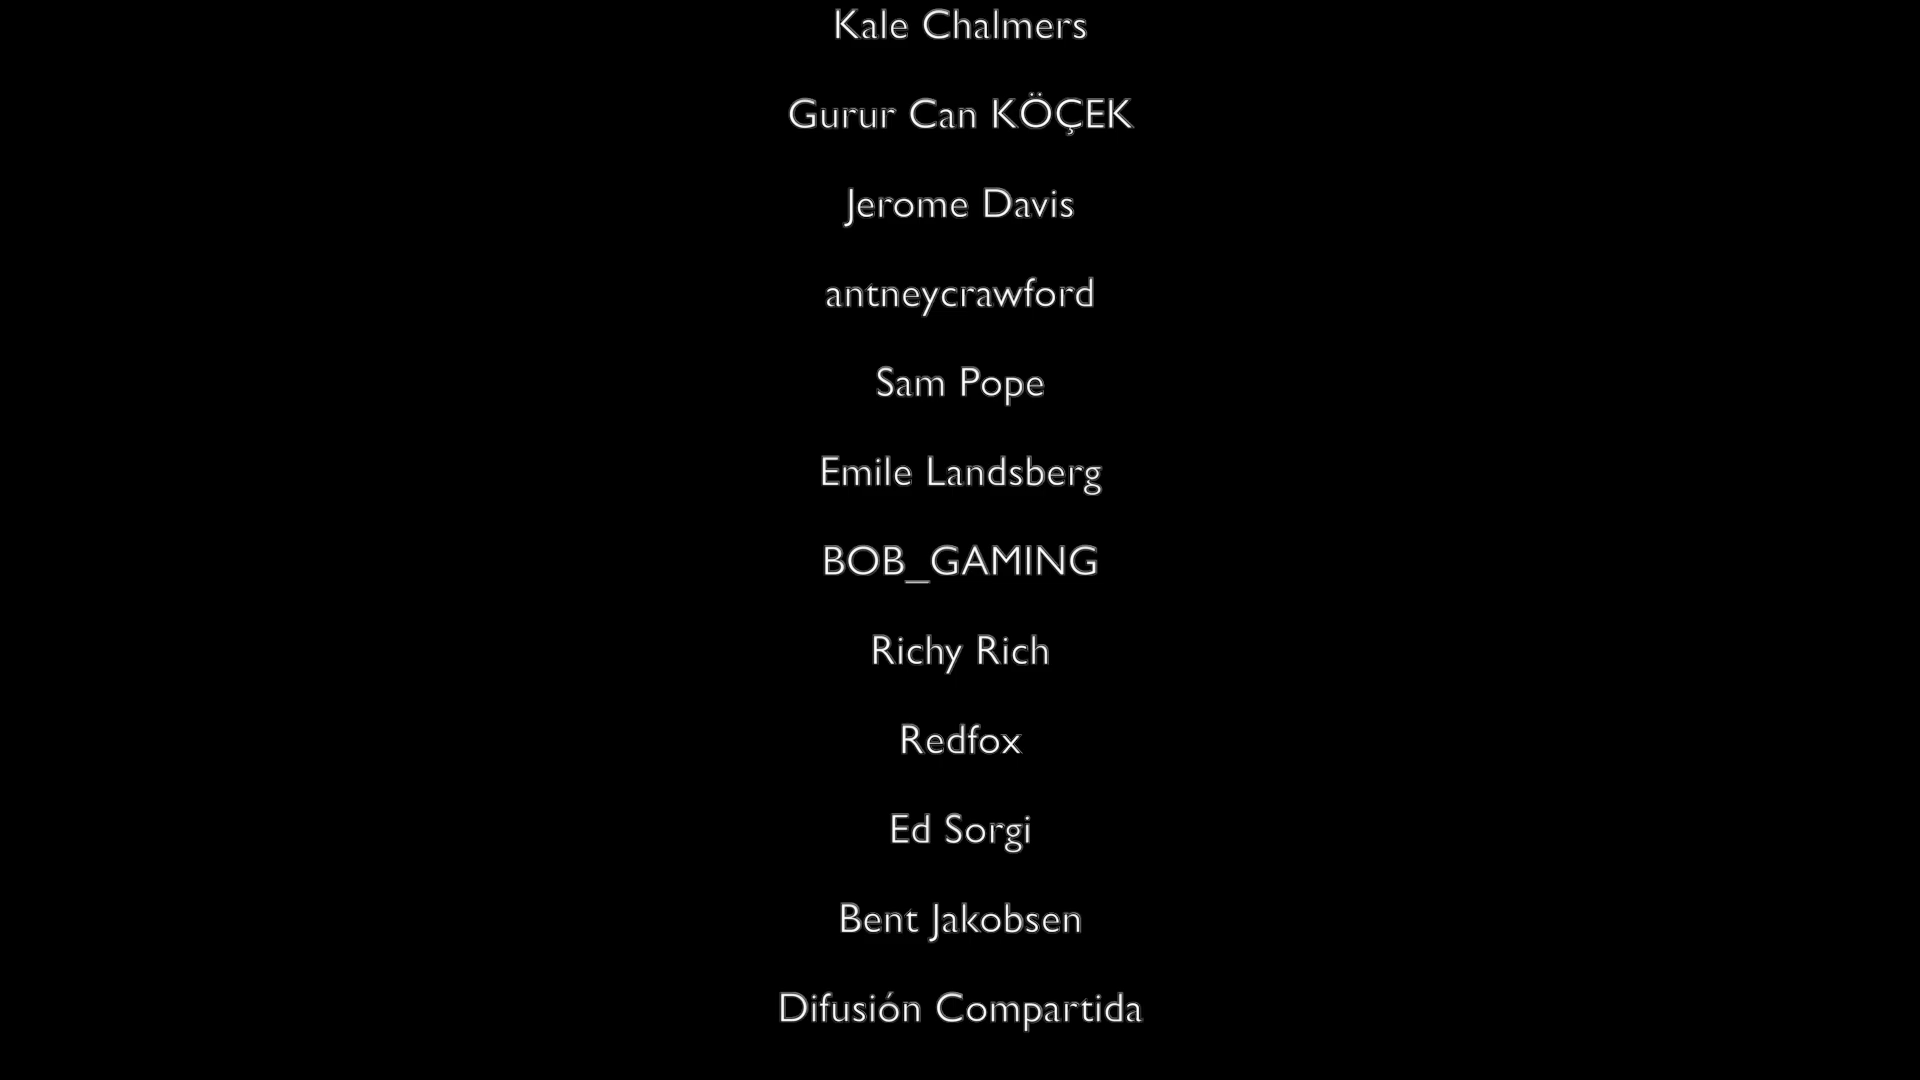 Kale Chalmers
Gurur Can KÖÇEK
Jerome Davis
antneycrawford
Sam Pope
Emile Landsberg
BOB_GAMING
Richy Rich
Redfox
Ed Sorgi
Bent Jakobsen
Difusión Compartida